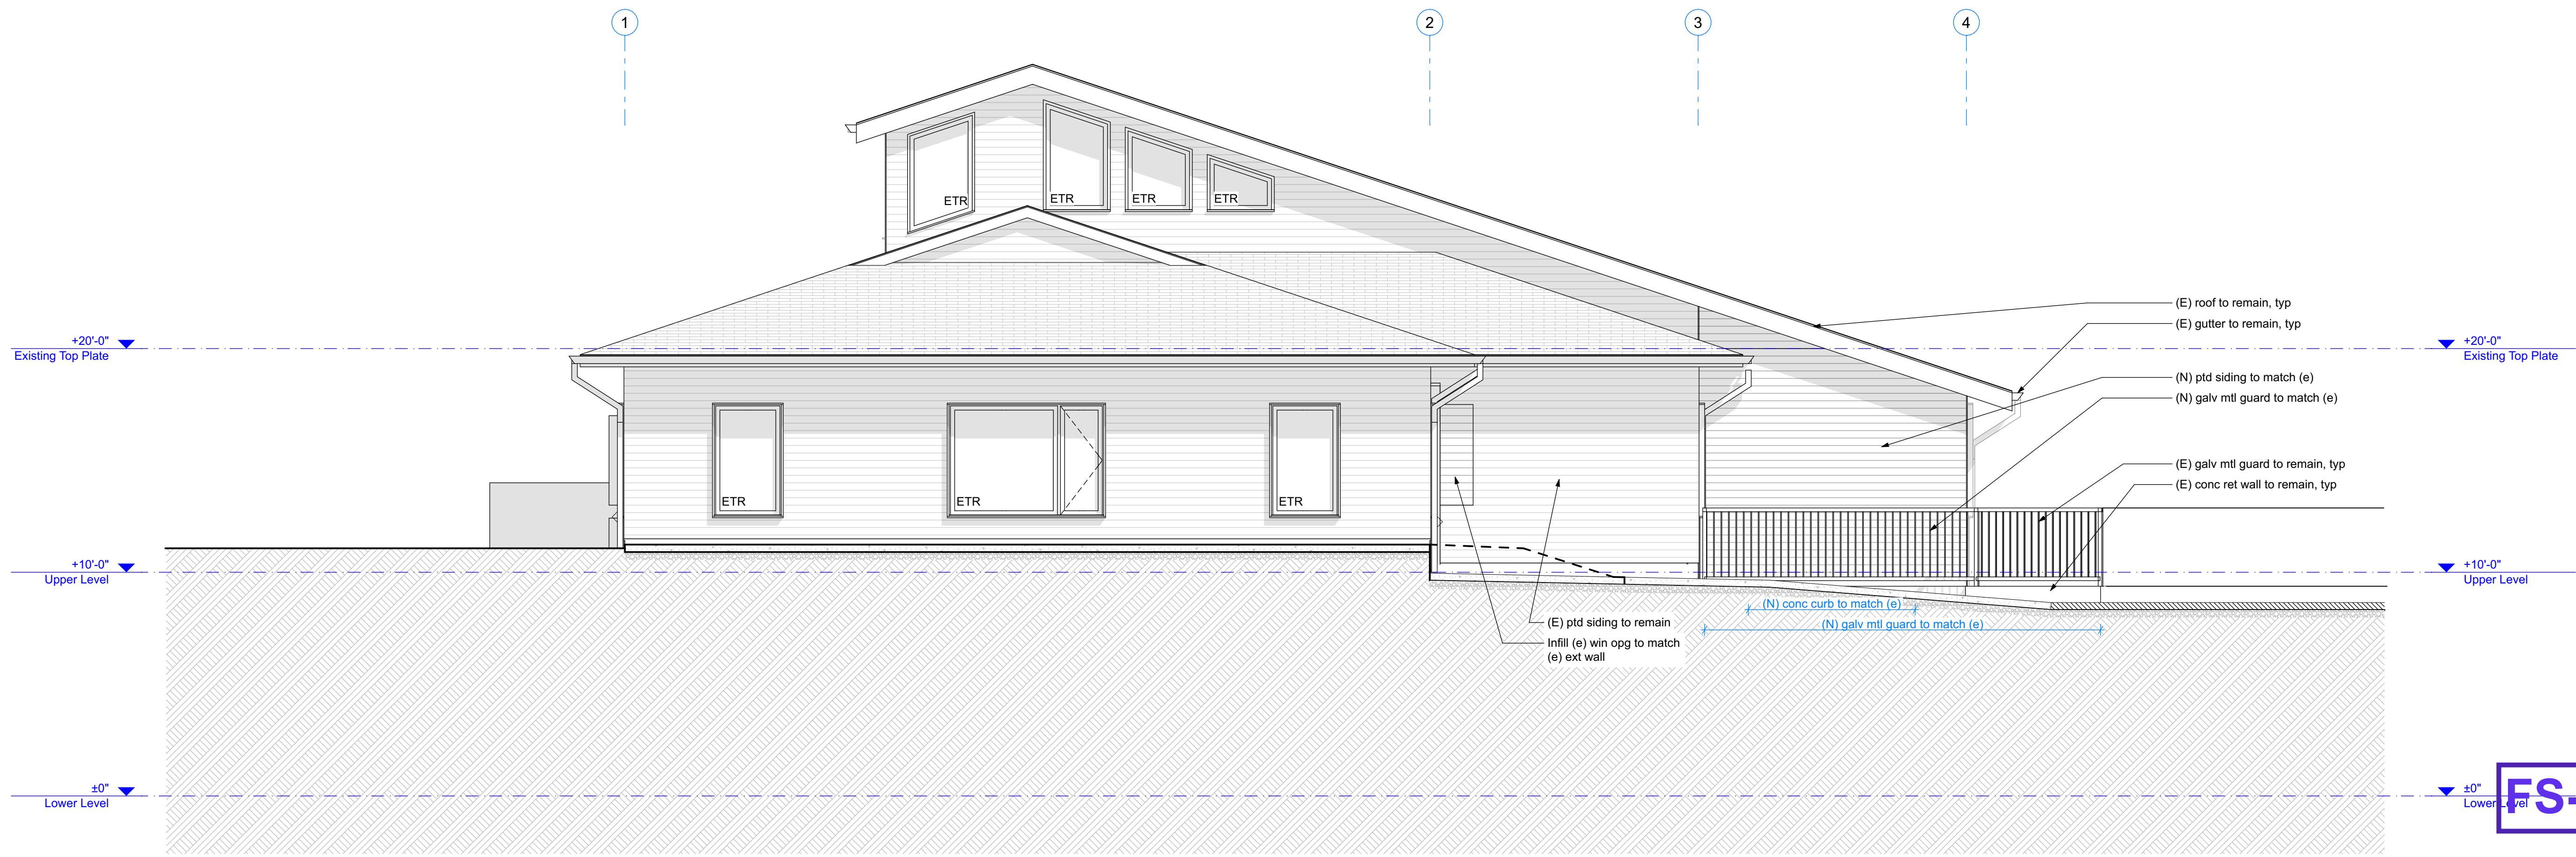 1
2
3
4
ETR
ETR
ETR
ETR
(E) roof to remain, typ
(E) gutter to remain, typ
+20'-0"
Existing Top Plate
+20'-0"
Existing Top Plate
(N) ptd siding to match (e)
(N) galv mtl guard to match (e)
(E) galv mtl guard to remain, typ
(E) conc ret wall to remain, typ
ETR
ETR
ETR
+10'-0"
Upper Level
+10'-0"
Upper Level
(N) conc curb to match (e)
(N) galv mtl guard to match (e)
(E) ptd siding to remain
Infill (e) win opg to match
(e) ext wall
±0"
Lower Level
±0"
Lower Level
FS-